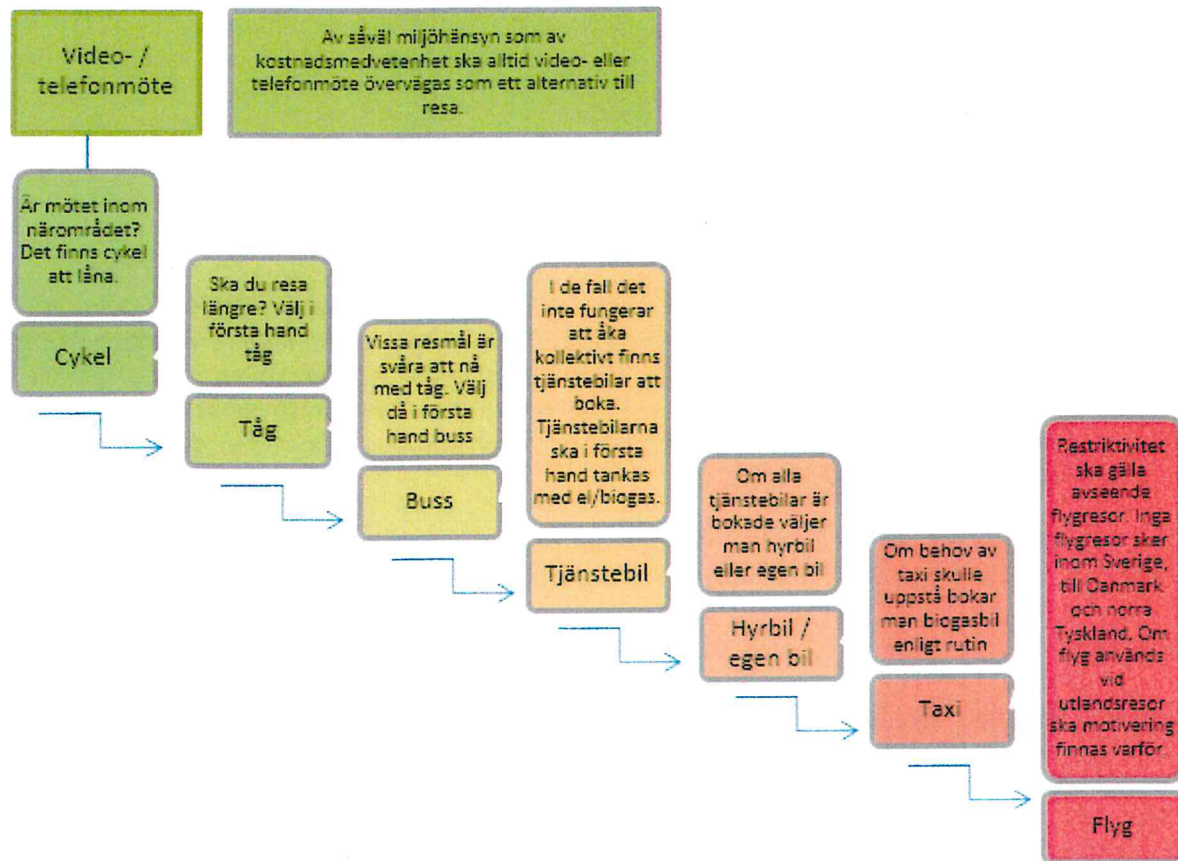 Video- /
telefonmöte
Av såväl miljöhänsyn som av
kostnadsmedvetenhet ska alltid video- eller
telefonmöte övervägas som ett alternativ till
resa.
Är mötet inom
närområdet?
Det finns cykel
att låna.
Cykel
Ska du resa
längre? Välj i
första hand
tåg
Tåg
Vissa resmål är
svåra att nå
med tåg. Välj
då i första
hand buss
Buss
I de fall det
inte fungerar
att åka
kollektivt finns
tjänstebilar att
boka.
Tjänstebilarna
ska i första
hand tankas
med el/biogas.
Tjänstebil
Om alla
tjänstebilar är
bokade väljer
man hyrbil
eller egen bil
Hyrbil /
egen bil
Om behov av
taxi skulle
uppstå bokar
man biogasbil
enligt rutin
Taxi
Restriktivitet
ska gälla
avseende
flygresor. Inga
flygresor sker
inom Sverige,
till Danmark
och norra
Tyskland. Om
flyg används
vid
utlandsresor
ska motivering
finnas varför.
Flyg